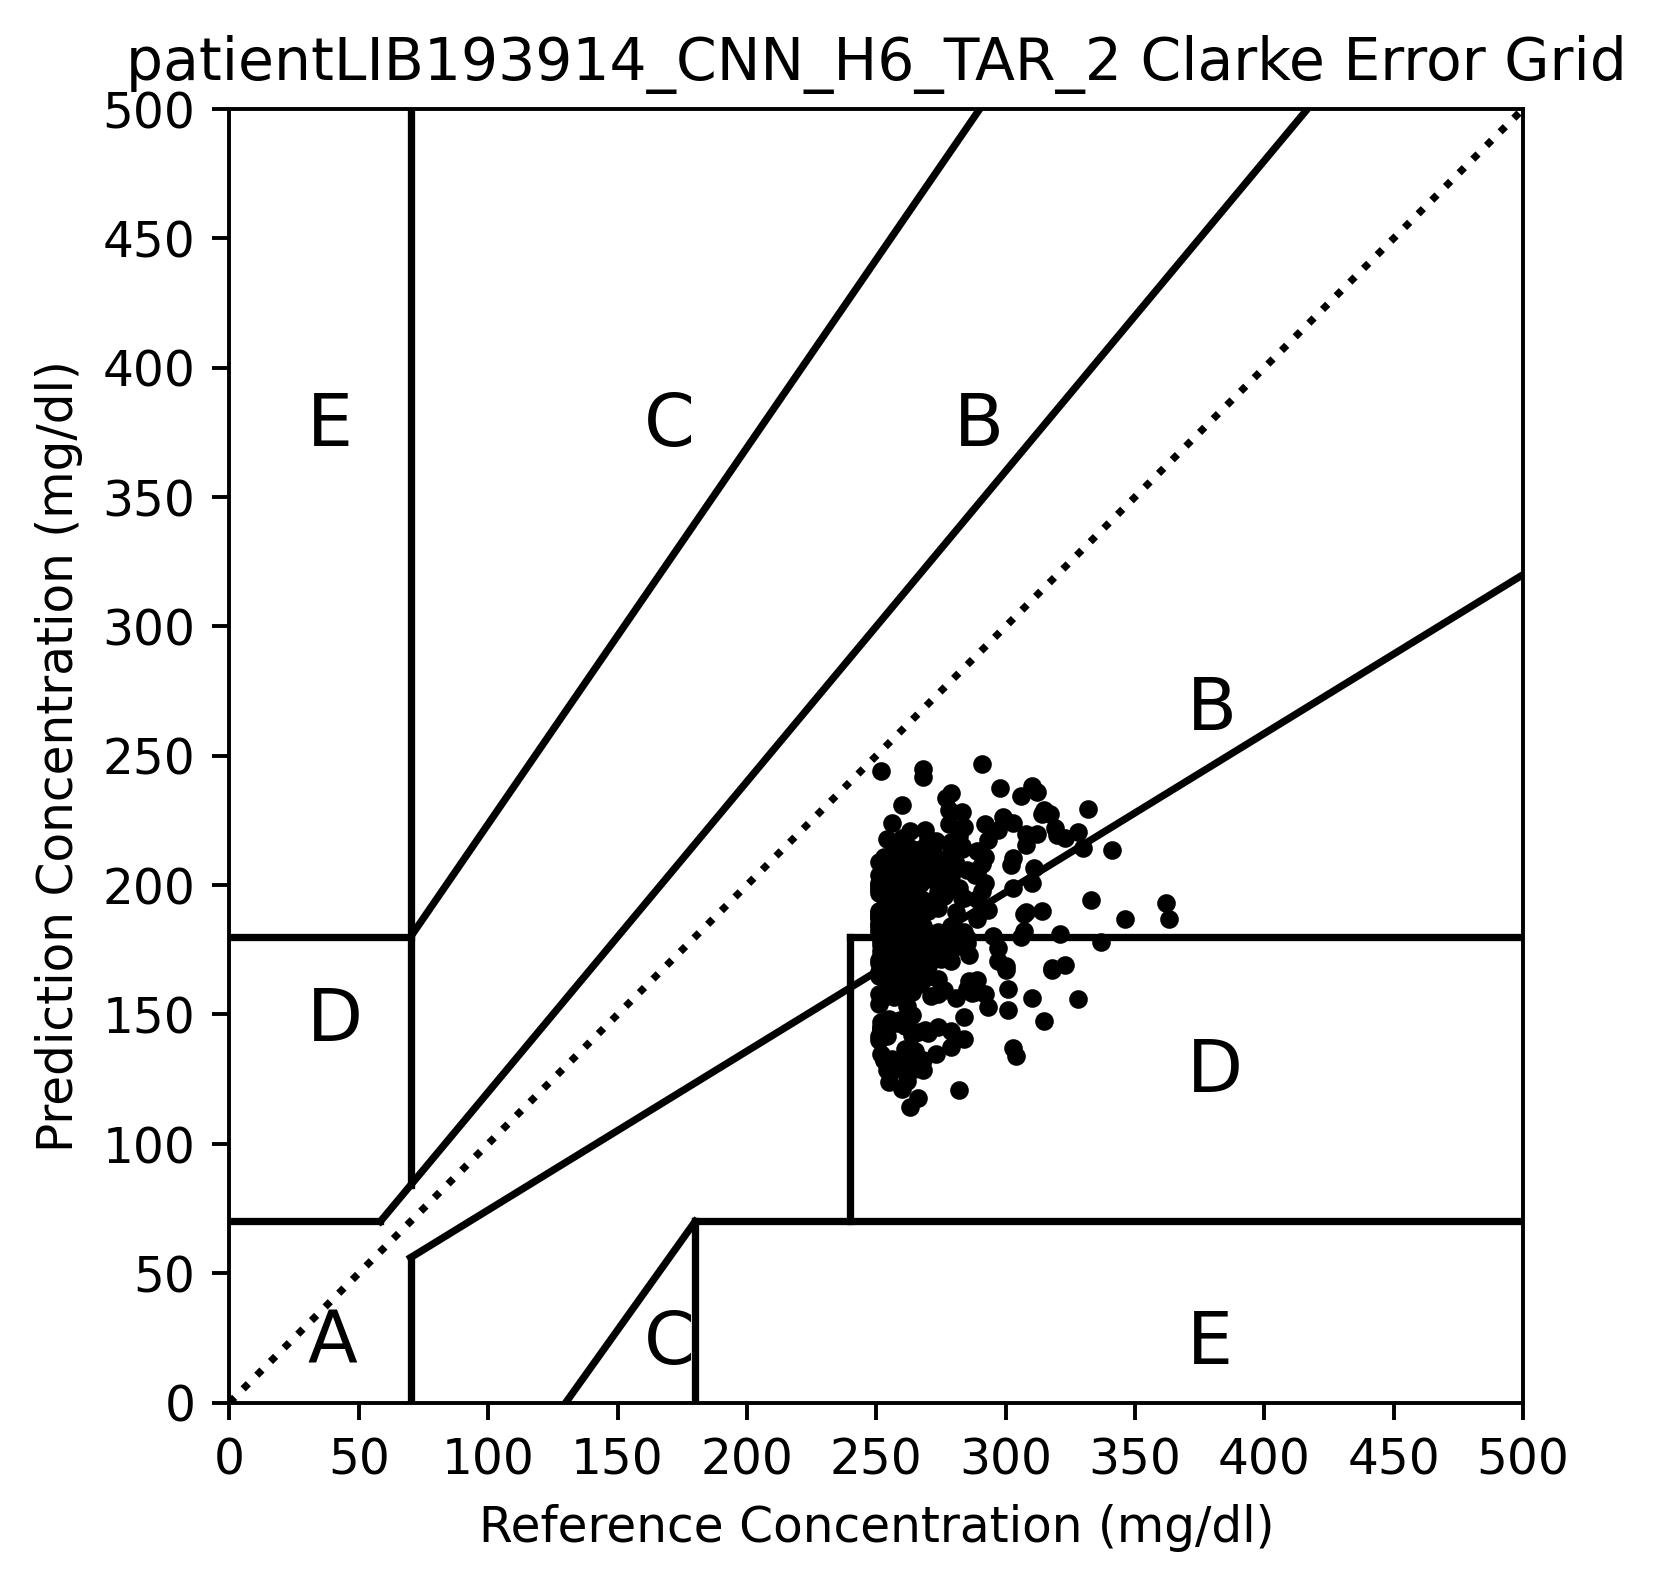 patientLIB193914_CNN_H6_TAR_2 Clarke Error Grid
500
450
400
350
300
250
200
150
100
50
0
Prediction Concentration (mg/dl)
E
C
B
B
D
D
A
C
E
0 50 100 150 200 250 300 350 400 450 500
Reference Concentration (mg/dl)